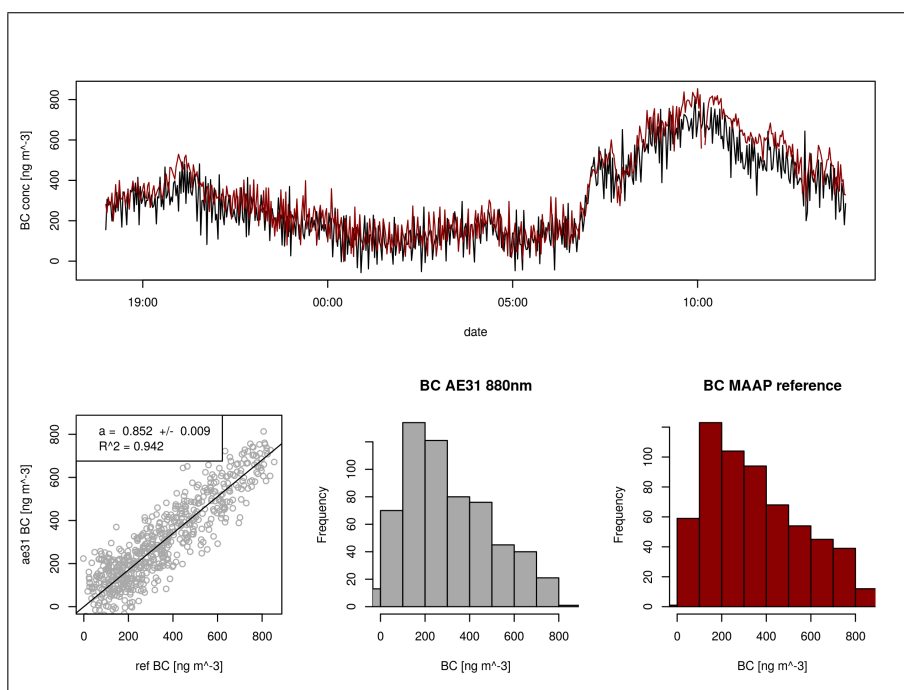 BC conc [ng m^-3]
800
600
400
200
0
19:00 00:00 05:00 10:00
date
a = 0.852 +/- 0.009
R^2 = 0.942
ae31 BC [ng m^-3]
600
400
200
0
0 200 400 600 800
ref BC [ng m^-3]
BC AE31 880nm
Frequency
100
80
60
40
20
0
0 200 400 600 800
BC [ng m^-3]
BC MAAP reference
Frequency
100
80
60
40
20
0
0 200 400 600 800
BC [ng m^-3]